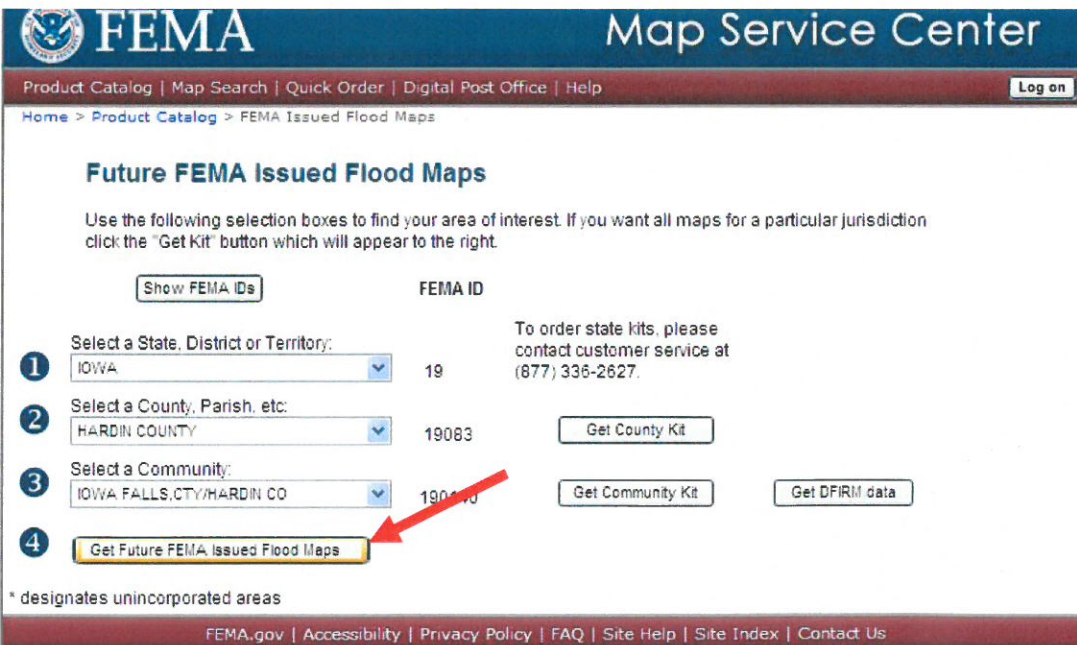 FEMA
Map Service Center
Product Catalog | Map Search | Quick Order | Digital Post Office | Help
Log on
Home > Product Catalog > FEMA Issued Flood Maps
Future FEMA Issued Flood Maps
Use the following selection boxes to find your area of interest. If you want all maps for a particular jurisdiction
click the "Get Kit" button which will appear to the right.
Show FEMA IDs
FEMA ID
To order state kits, please
contact customer service at
(877) 336-2627.
1
Select a State, District or Territory:
IOWA
19
2
Select a County, Parish, etc:
HARDIN COUNTY
19083
Get County Kit
3
Select a Community:
IOWA FALLS,CTY/HARDIN CO
Get Community Kit
Get DFIRM data
4
Get Future FEMA Issued Flood Maps
* designates unincorporated areas
FEMA.gov | Accessibility | Privacy Policy | FAQ | Site Help | Site Index | Contact Us